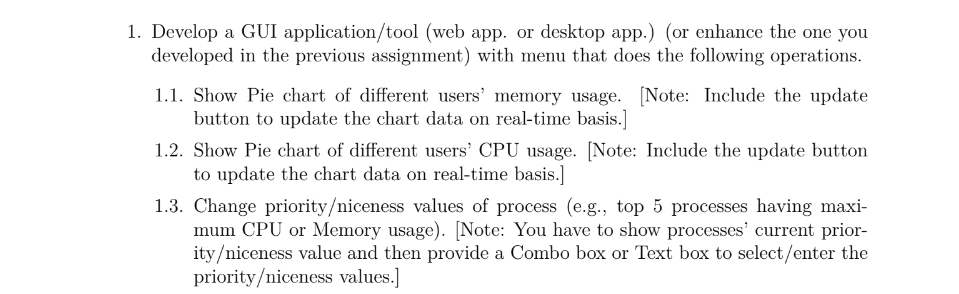 1. Develop a GUI application/tool (web app. or desktop app.) (or enhance the one you
developed in the previous assignment) with menu that does the following operations.
1.1. Show Pie chart of different users' memory usage. [Note: Include the update
button to update the chart data on real-time basis.]
1.2. Show Pie chart of different users' CPU usage. [Note: Include the update button
to update the chart data on real-time basis.]
1.3. Change priority/niceness values of process (e.g., top 5 processes having maxi-
mum CPU or Memory usage). [Note: You have to show processes' current prior-
ity/niceness value and then provide a Combo box or Text box to select/enter the
priority/niceness values.]